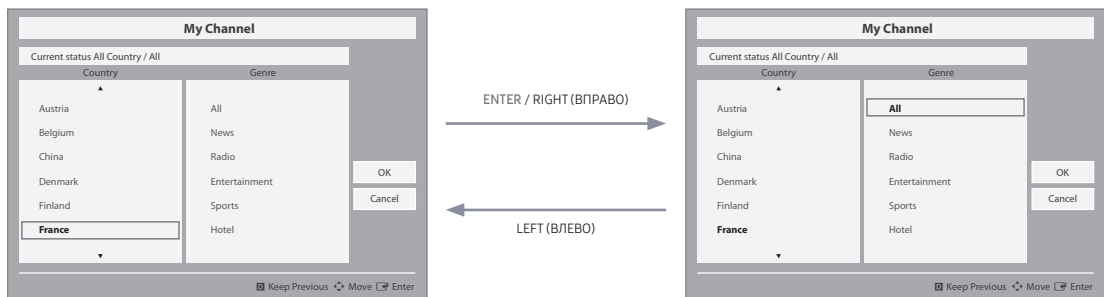 My Channel
Current status All Country / All
Country Genre
Austria All
Belgium News
China Radio
Denmark Entertainment
Finland Sports
France Hotel
OK
Cancel
Keep Previous Move Enter
ENTER / RIGHT (ВПРАВО)
LEFT (ВЛЕВО)
My Channel
Current status All Country / All
Country Genre
Austria All
Belgium News
China Radio
Denmark Entertainment
Finland Sports
France Hotel
OK
Cancel
Keep Previous Move Enter